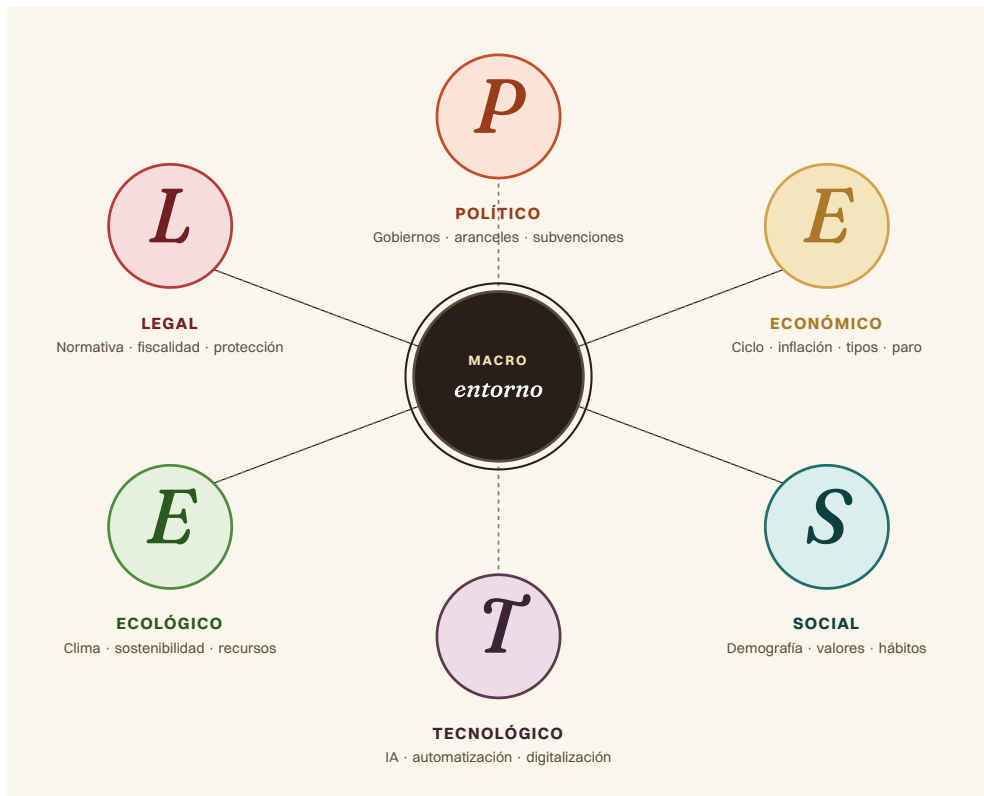 P
POLÍTICO
Gobiernos · aranceles · subvenciones
L
LEGAL
Normativa · fiscalidad · protección
E
ECONÓMICO
Ciclo · inflación · tipos · paro
MACRO
entorno
E
ECOLÓGICO
Clima · sostenibilidad · recursos
S
SOCIAL
Demografía · valores · hábitos
T
TECNOLÓGICO
IA · automatización · digitalización